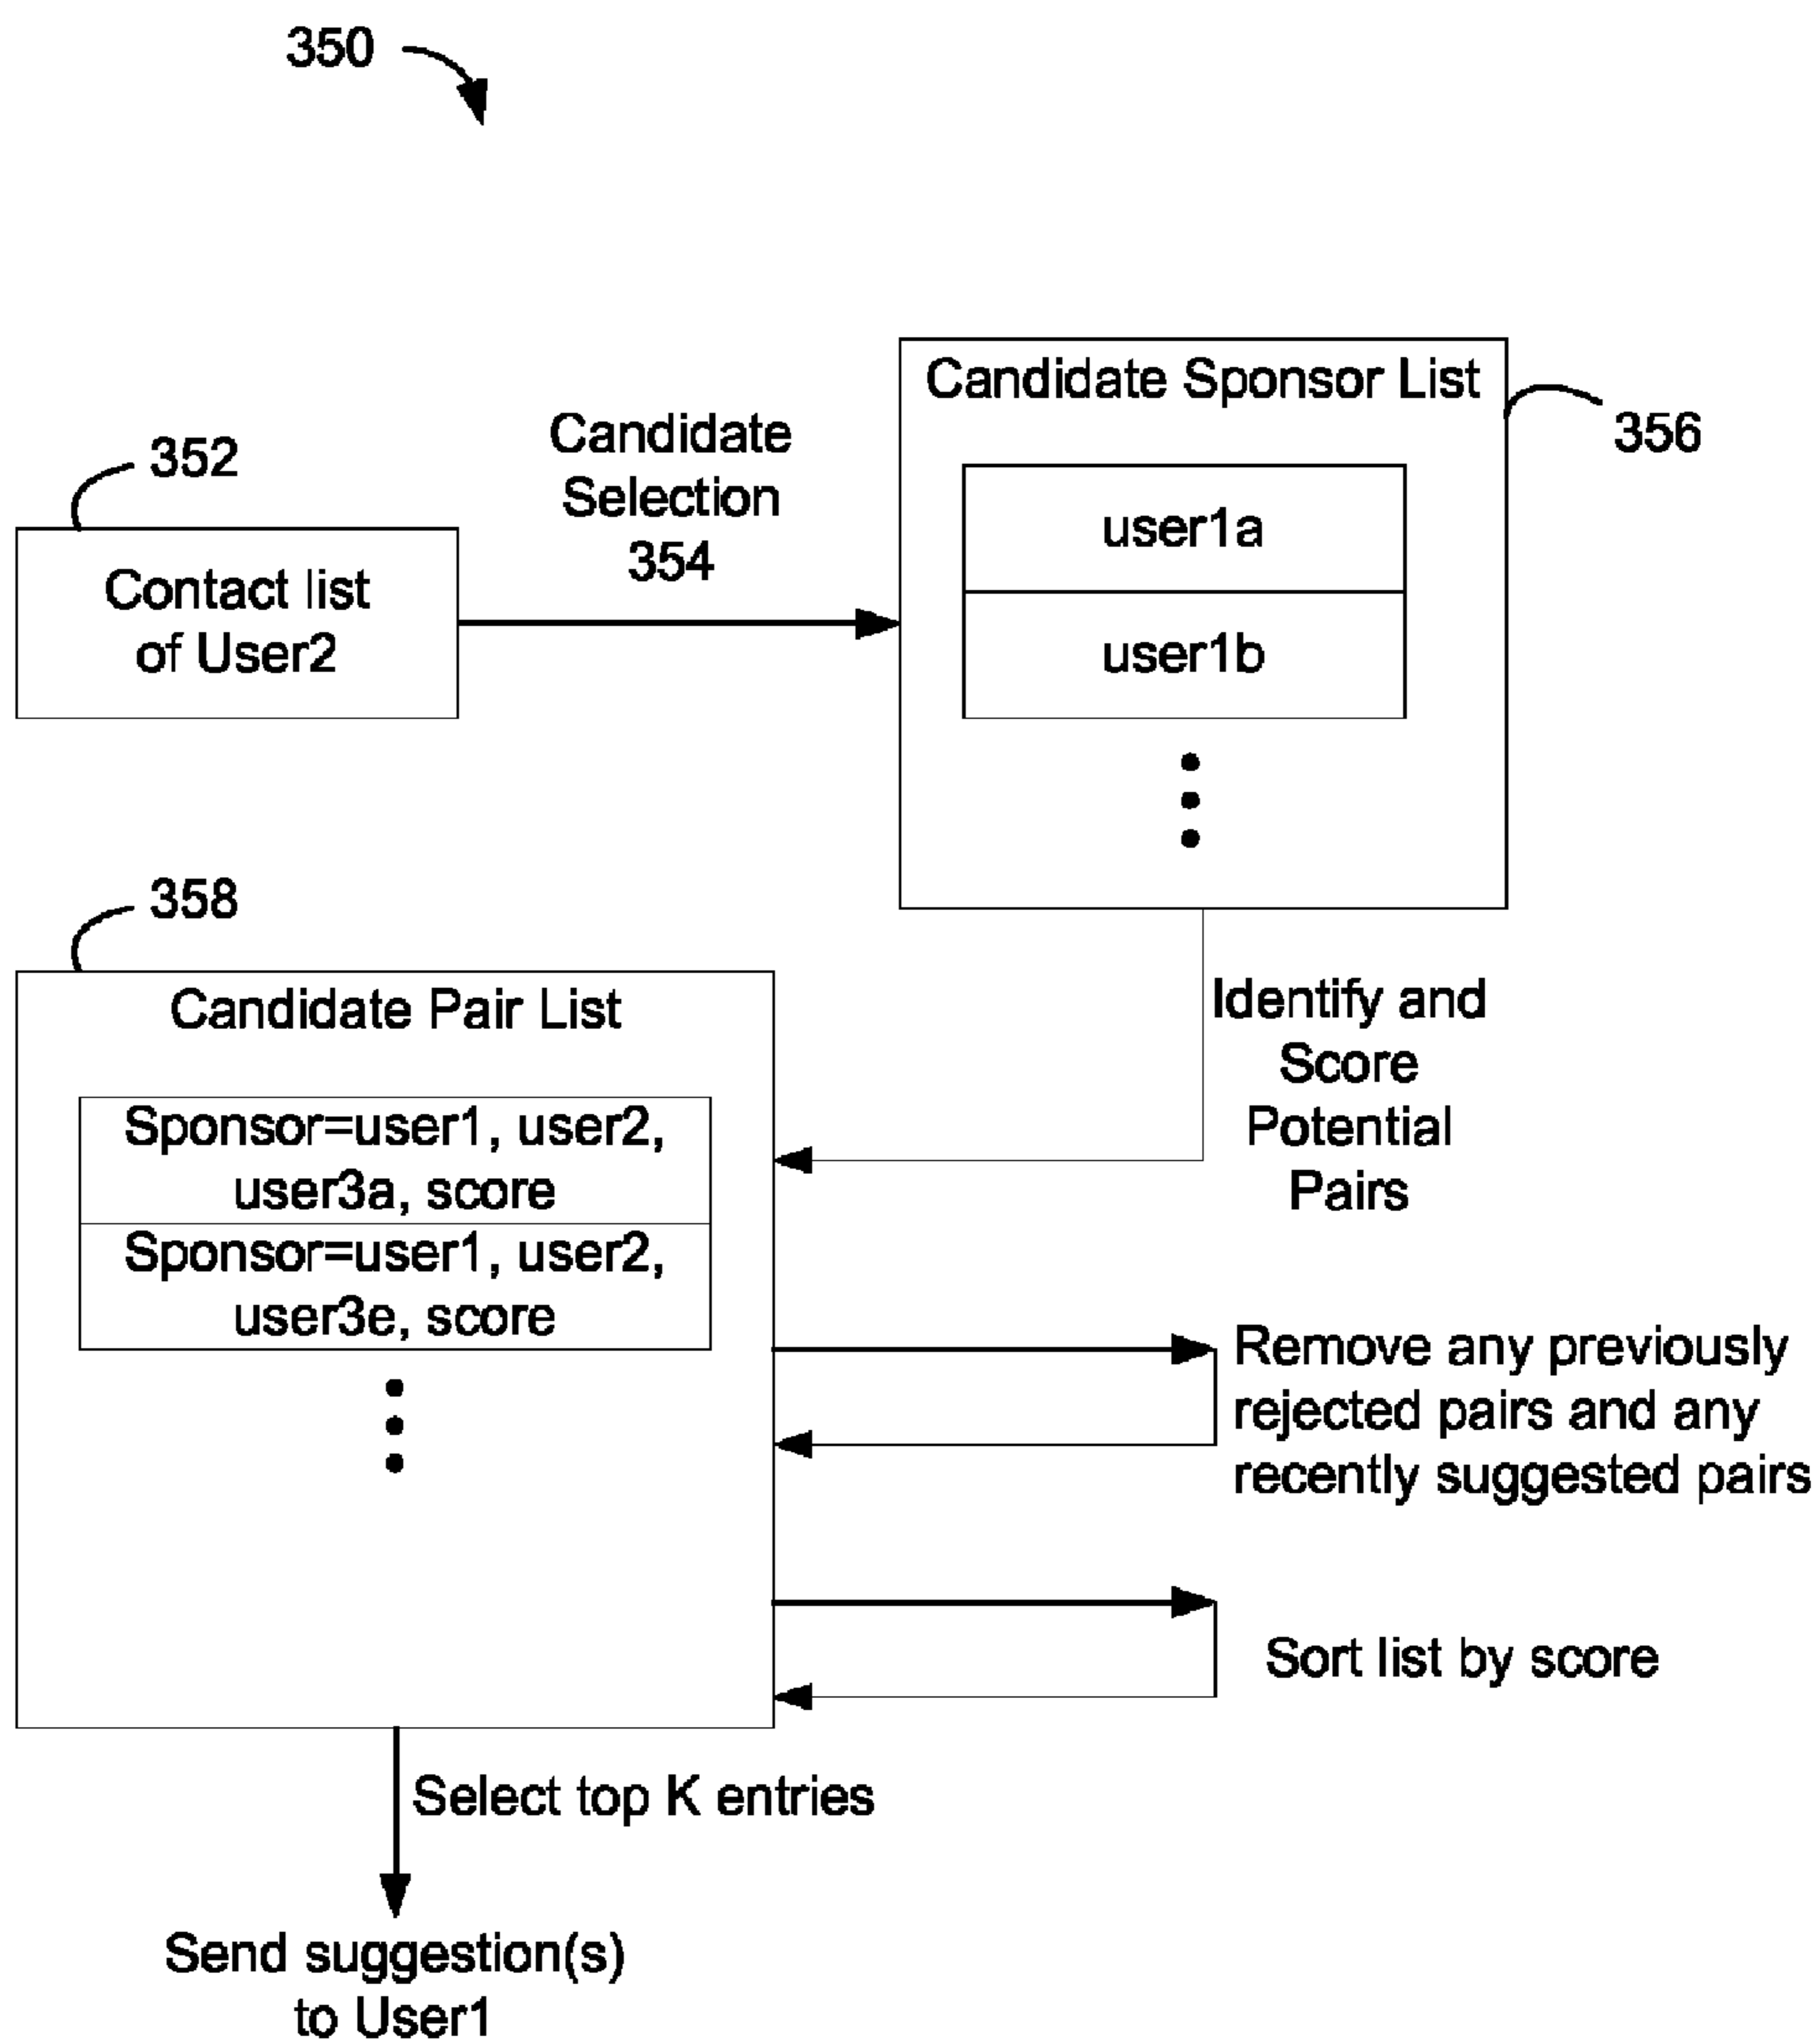 350
Candidate Sponsor List
356
Candidate
Selection
354
352
user1a
Contact list
of User2
user1b
358
Candidate Pair List
Identify and
Score
Potential
Pairs
Sponsor=user1, user2,
user3a, score
Sponsor=user1, user2,
user3e, score
Remove any previously
rejected pairs and any
recently suggested pairs
Sort list by score
Select top K entries
Send suggestion(s)
to User1